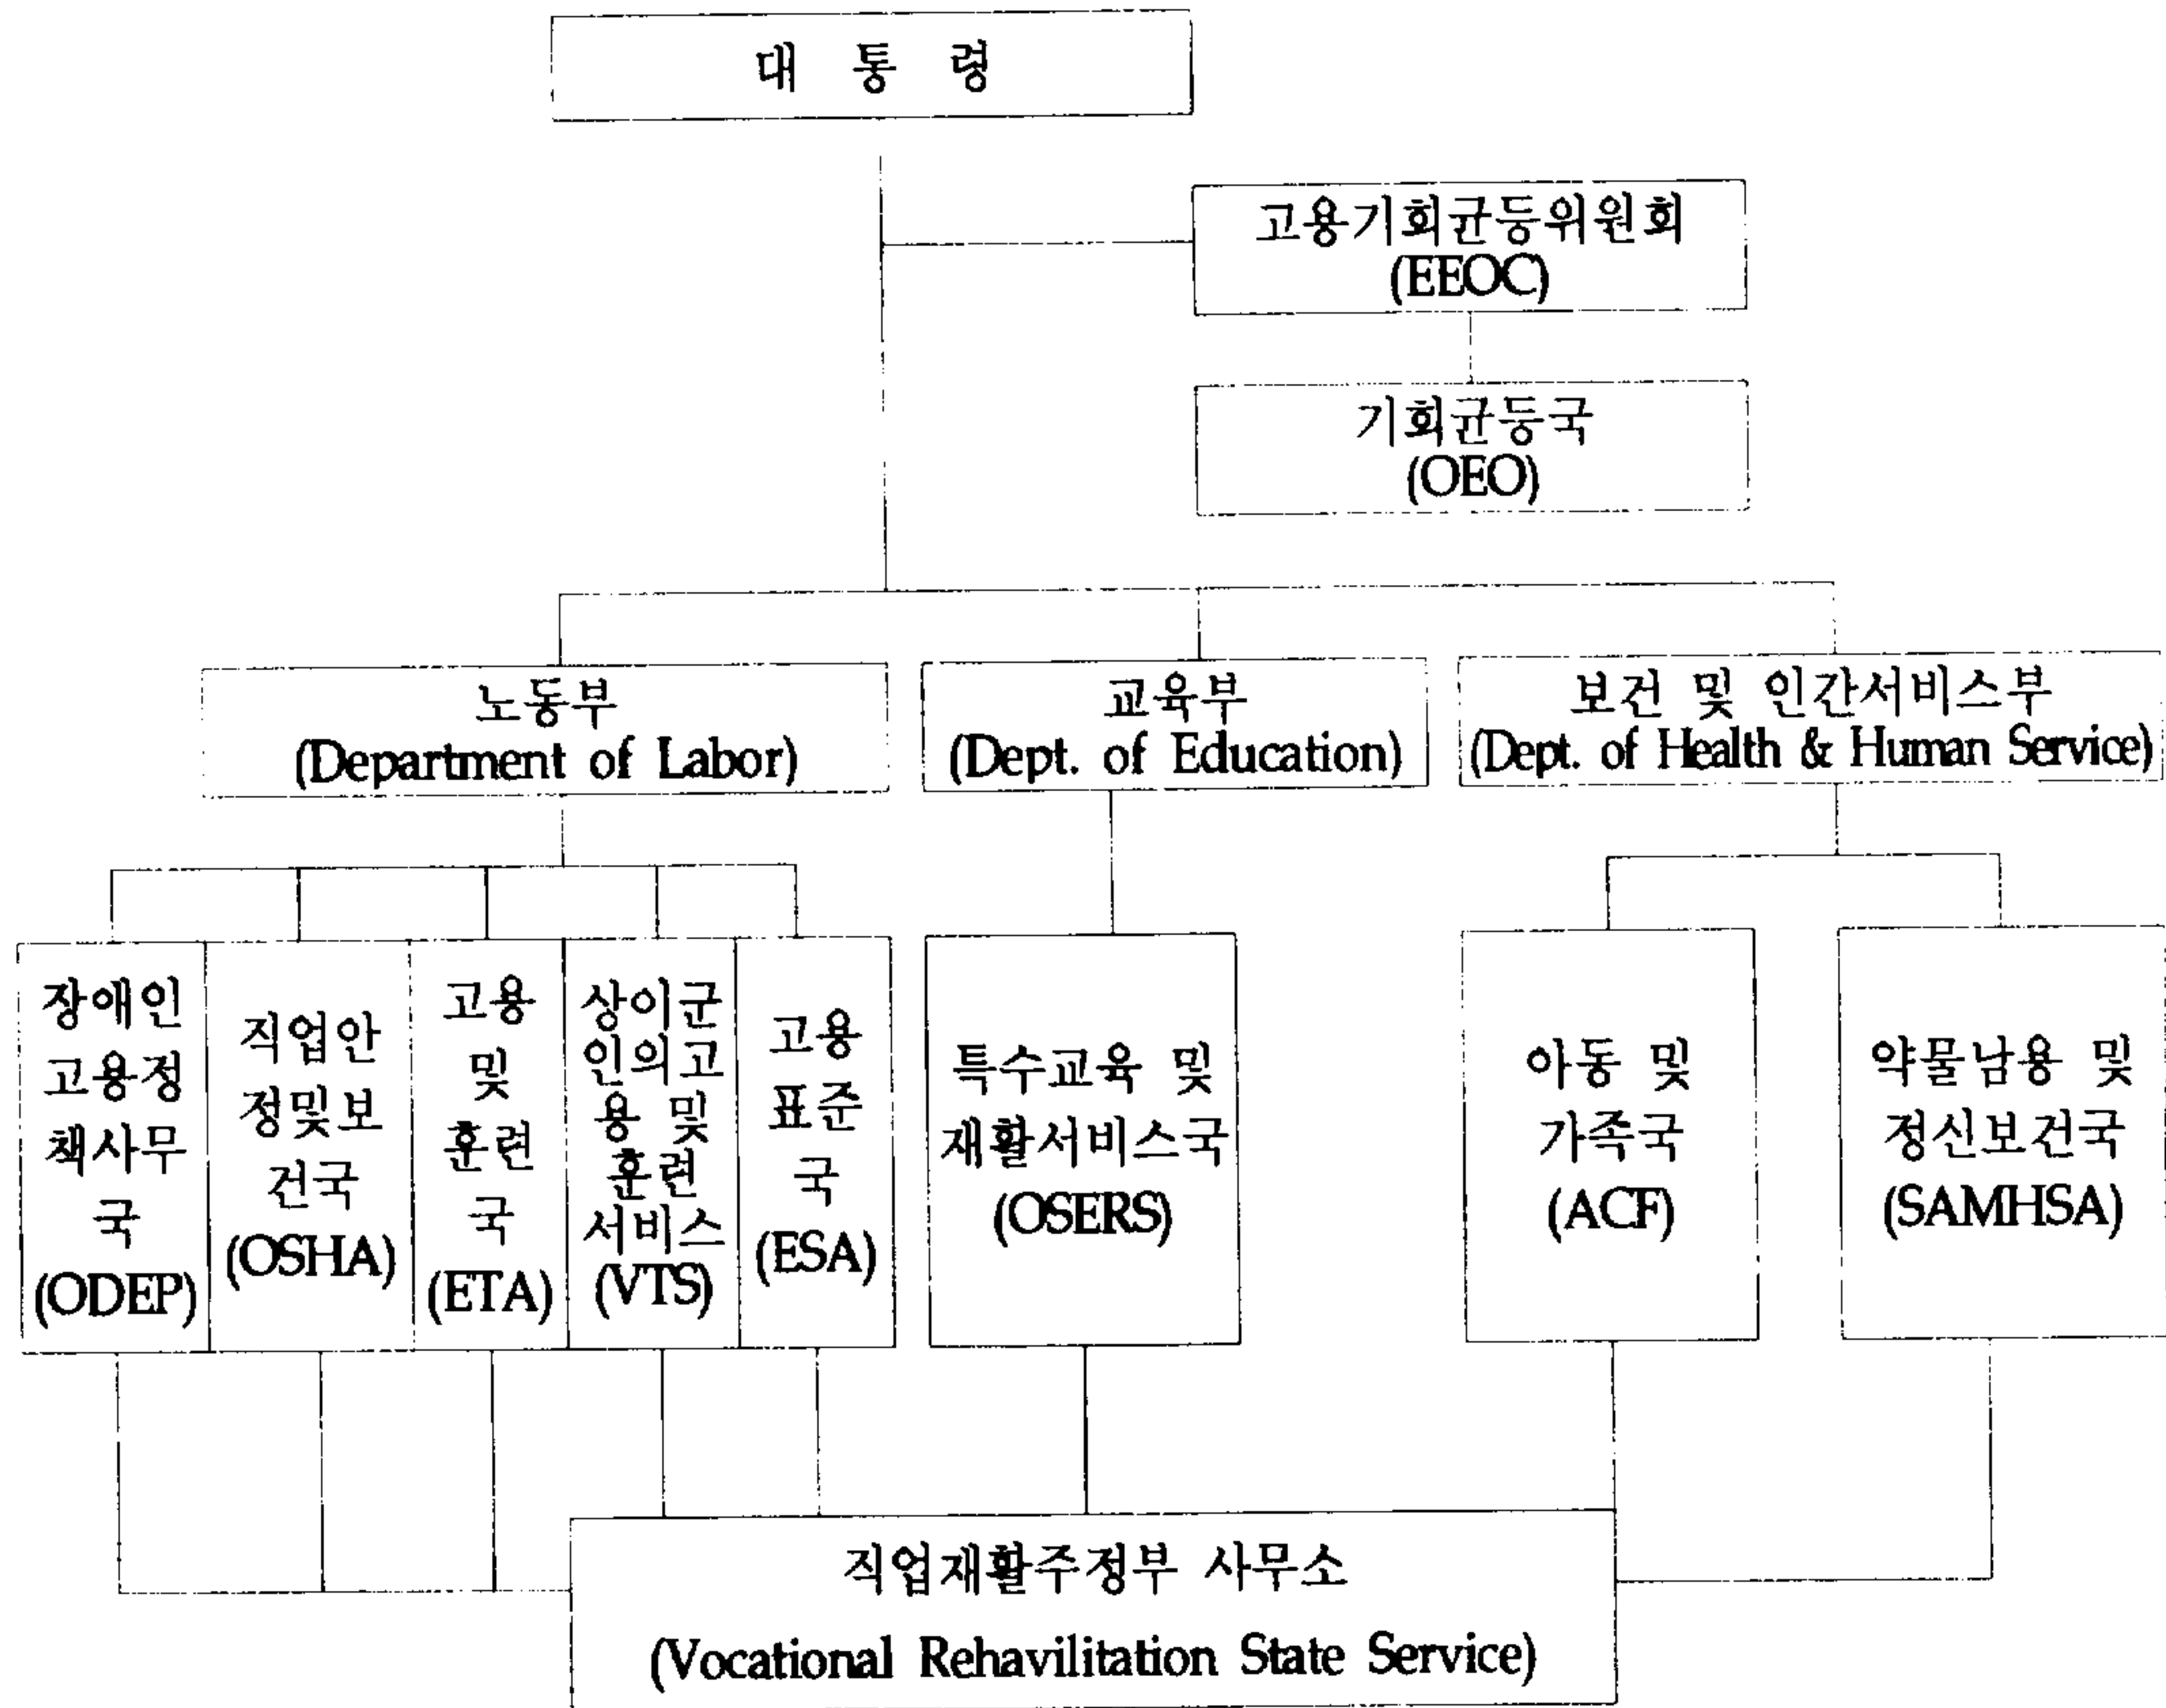 대 통 령
고용기회균등위원회
(EEOC)
기회균등국
(OEO)
노동부
(Department of Labor)
교육부
(Dept. of Education)
보건 및 인간서비스부
(Dept. of Health & Human Service)
장애인
고용정
책사무
국
(ODEP)
직업안
정및보
건국
(OSHA)
고용
및
훈련
국
(ETA)
상이군
인의고
용 및
훈련
서비스
(VTS)
고용
표준
국
(ESA)
특수교육 및
재활서비스국
(OSERS)
아동 및
가족국
(ACF)
약물남용 및
정신보건국
(SAMHSA)
직업재활주정부 사무소
(Vocational Rehavilitation State Service)